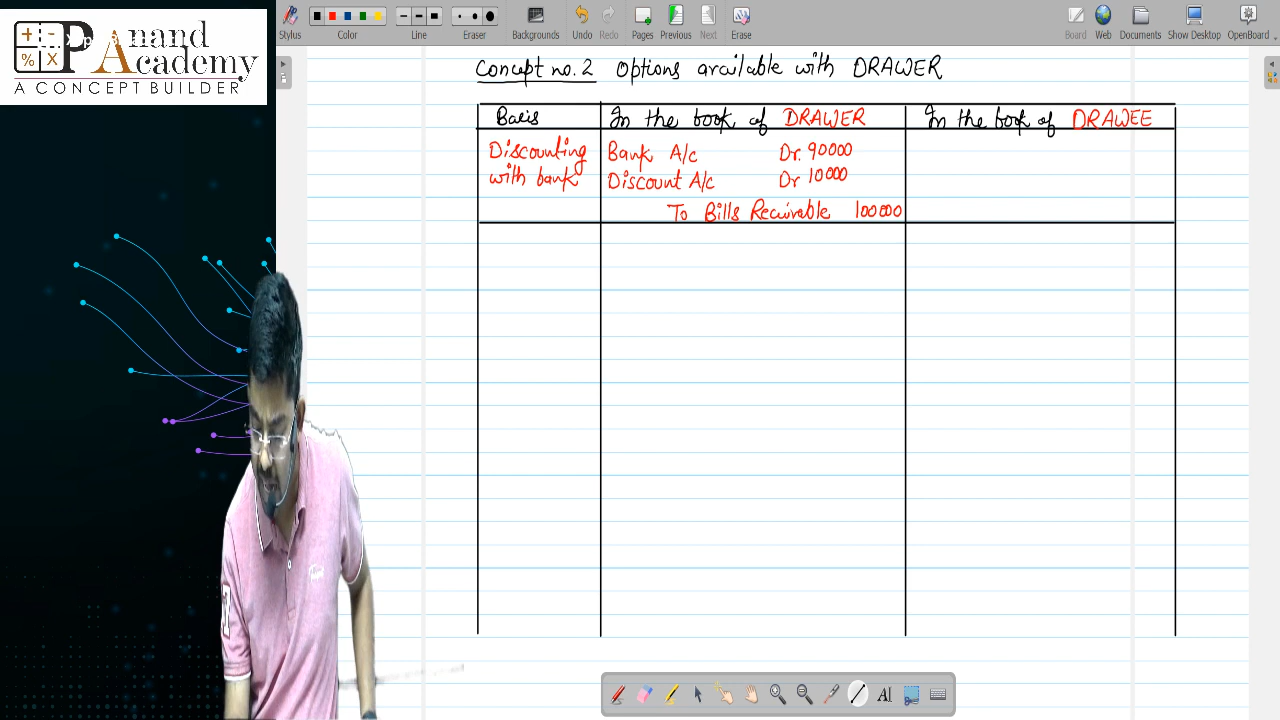 Anand
P Academy
A CONCEPT BUILDER
Stylus
Color
Line
Eraser
Backgrounds
Undo
Redo
Pages
Previous
Next
Erase
Board
Web
Documents
Show Desktop
OpenBoard
Concept no. 2 Options available with DRAWER
Basis
In the book of DRAWER
In the book of DRAWEE
Discounting
with bank
Bank A/c Dr. 90000
Discount A/c Dr 10000
To Bills Receivable 100000